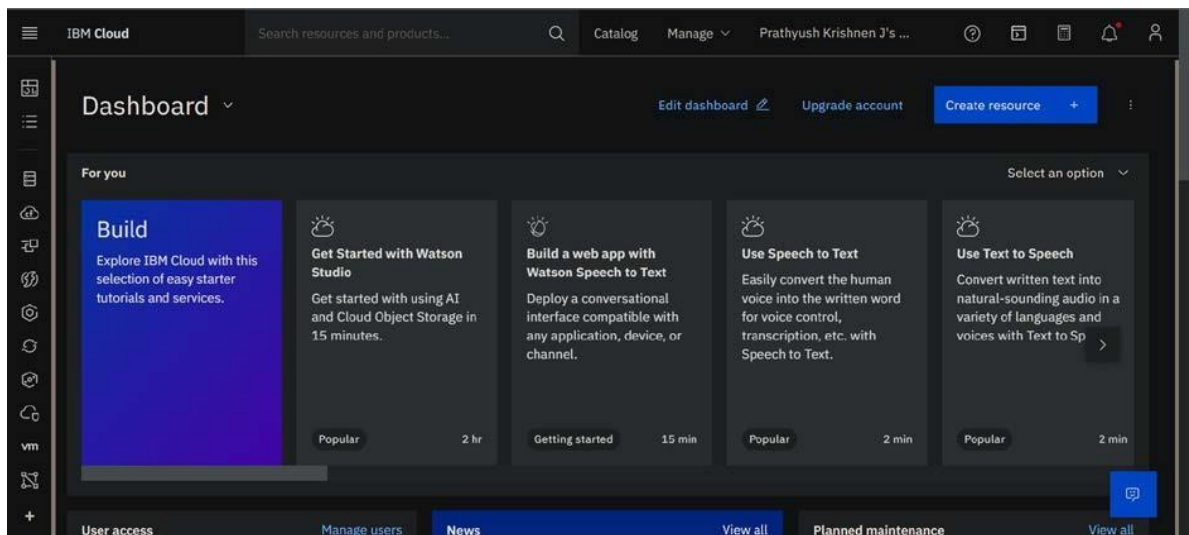 IBM Cloud
Search resources and products...
Catalog
Manage
Prathyush Krishnen J's ...
Dashboard
Edit dashboard
Upgrade account
Create resource +
For you
Select an option
Build
Explore IBM Cloud with this
selection of easy starter
tutorials and services.
Get Started with Watson
Studio
Get started with using AI
and Cloud Object Storage in
15 minutes.
Popular
2 hr
Build a web app with
Watson Speech to Text
Deploy a conversational
interface compatible with
any application, device, or
channel.
Getting started
15 min
Use Speech to Text
Easily convert the human
voice into the written word
for voice control,
transcription, etc. with
Speech to Text.
Popular
2 min
Use Text to Speech
Convert written text into
natural-sounding audio in a
variety of languages and
voices with Text to Sp
Popular
2 min
vm
User access
Manage users
News
View all
Planned maintenance
View all